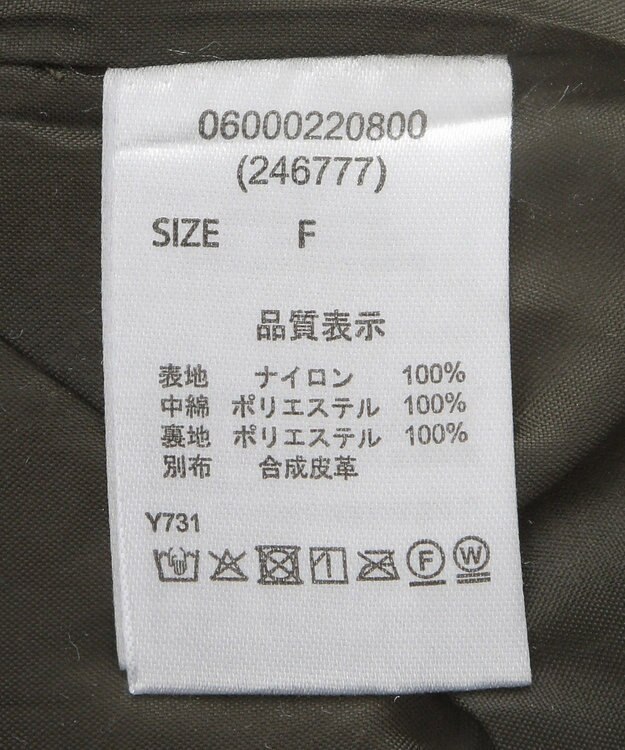 06000220800
(246777)
SIZE F
品質表示
表地 ナイロン 100%
中綿 ポリエステル 100%
裏地 ポリエステル 100%
別布 合成皮革
Y731
F W